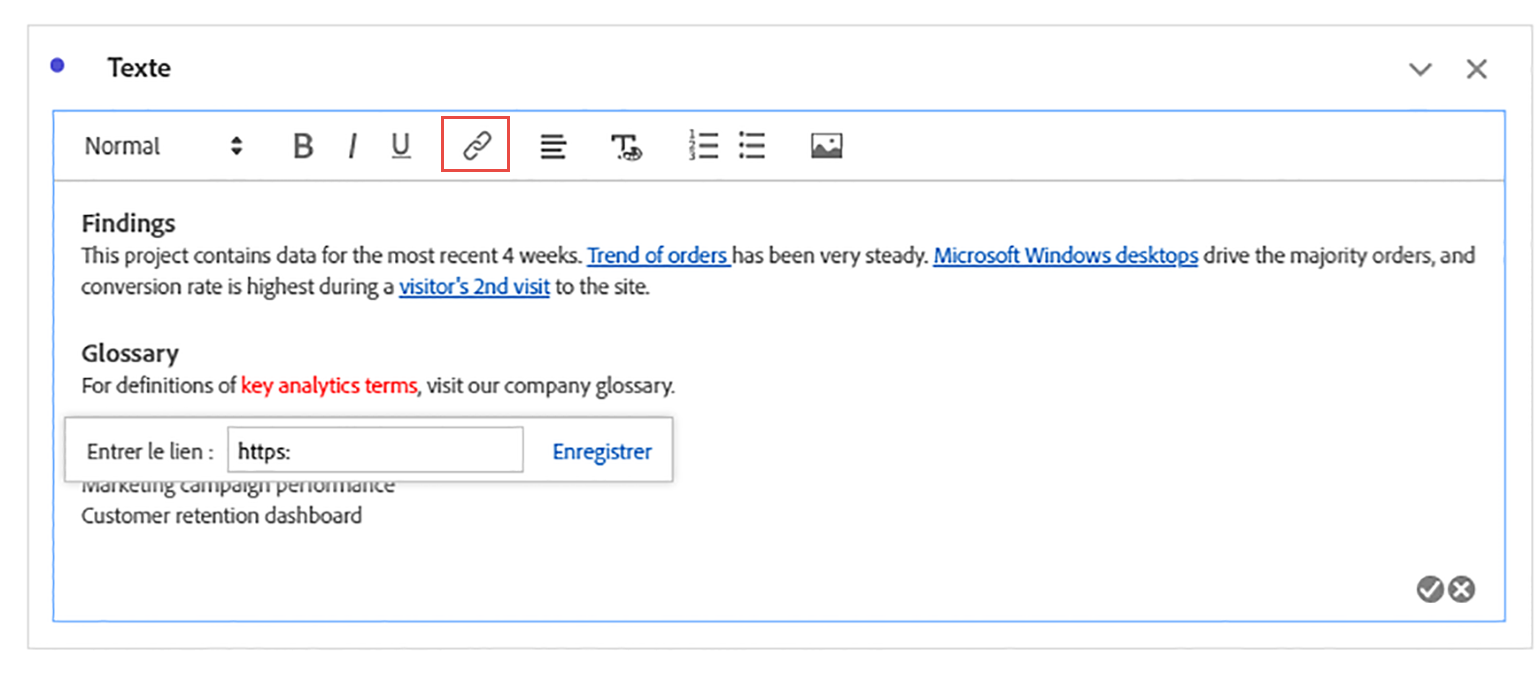 Texte
Normal B I U
Findings
This project contains data for the most recent 4 weeks. Trend of orders has been very steady. Microsoft Windows desktops drive the majority orders, and
conversion rate is highest during a visitor's 2nd visit to the site.
Glossary
For definitions of key analytics terms, visit our company glossary.
Entrer le lien : https: Enregistrer
Marketing campaign performance
Customer retention dashboard